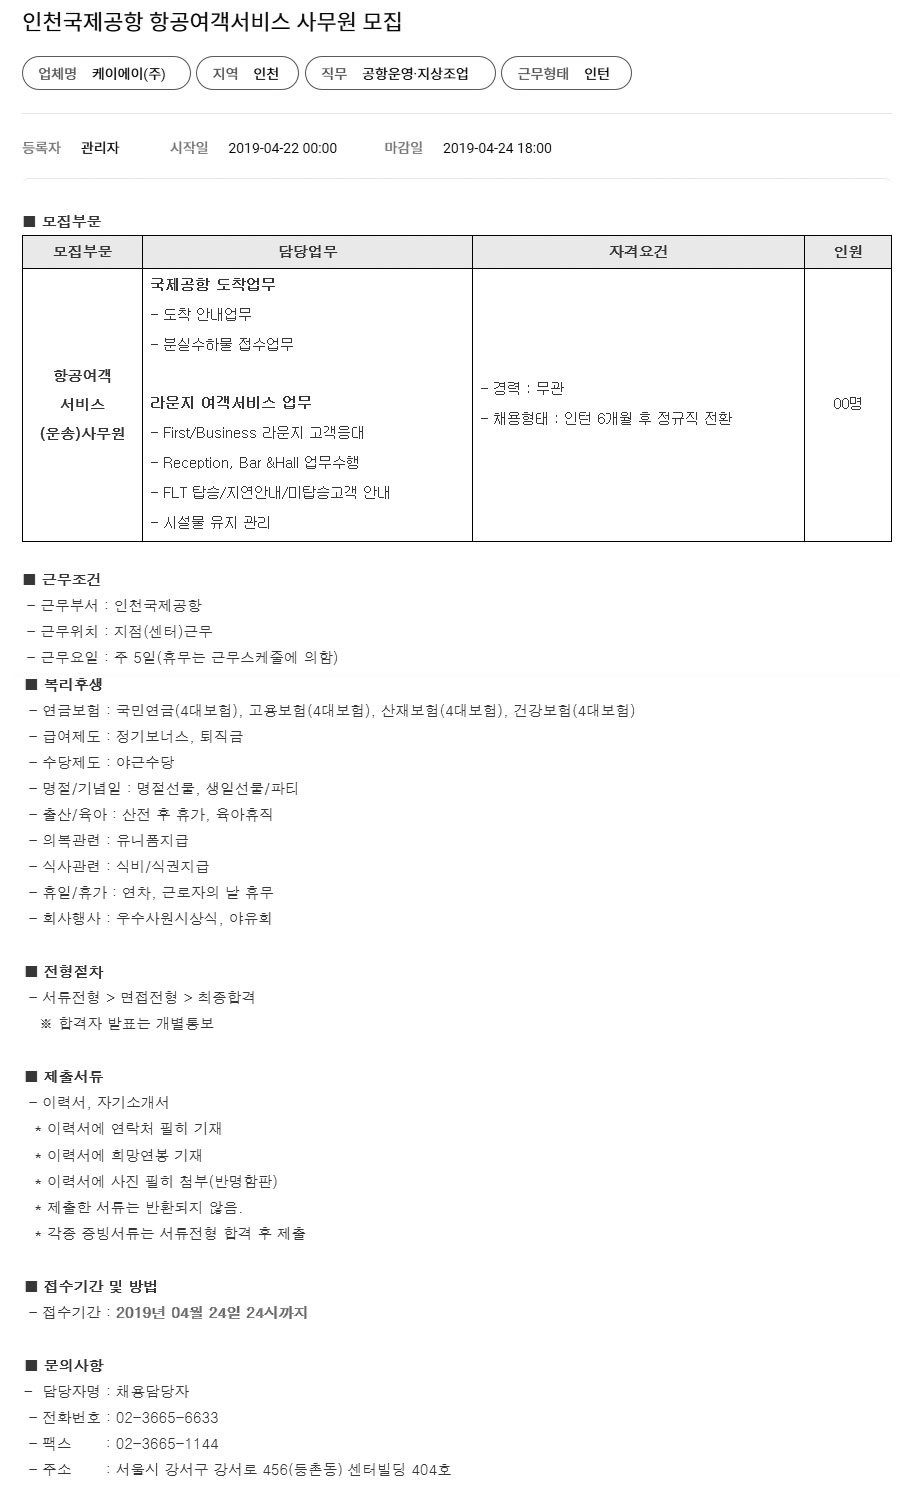 인천국제공항 항공여객서비스 사무원 모집
업체명 케이에이(주) 지역 인천 직무 공항운영·지상조업 근무형태 인턴
등록자 관리자 시작일 2019-04-22 00:00 마감일 2019-04-24 18:00
■ 모집부문
모집부문 담당업무 자격요건 인원
항공여객
서비스
(운송)사무원
국제공항 도착업무
- 도착 안내업무
- 분실수하물 접수업무
라운지 여객서비스 업무
- First/Business 라운지 고객응대
- Reception, Bar &Hall 업무수행
- FLT 탑승/지연안내/미탑승고객 안내
- 시설물 유지 관리
- 경력 : 무관
- 채용형태 : 인턴 6개월 후 정규직 전환
00명
■ 근무조건
- 근무부서 : 인천국제공항
- 근무위치 : 지점(센터)근무
- 근무요일 : 주 5일(휴무는 근무스케줄에 의함)
■ 복리후생
- 연금보험 : 국민연금(4대보험), 고용보험(4대보험), 산재보험(4대보험), 건강보험(4대보험)
- 급여제도 : 정기보너스, 퇴직금
- 수당제도 : 야근수당
- 명절/기념일 : 명절선물, 생일선물/파티
- 출산/육아 : 산전 후 휴가, 육아휴직
- 의복관련 : 유니폼지급
- 식사관련 : 식비/식권지급
- 휴일/휴가 : 연차, 근로자의 날 휴무
- 회사행사 : 우수사원시상식, 야유회
■ 전형절차
- 서류전형 > 면접전형 > 최종합격
※ 합격자 발표는 개별통보
■ 제출서류
- 이력서, 자기소개서
* 이력서에 연락처 필히 기재
* 이력서에 희망연봉 기재
* 이력서에 사진 필히 첨부(반명함판)
* 제출한 서류는 반환되지 않음.
* 각종 증빙서류는 서류전형 합격 후 제출
■ 접수기간 및 방법
- 접수기간 : 2019년 04월 24일 24시까지
■ 문의사항
- 담당자명 : 채용담당자
- 전화번호 : 02-3665-6633
- 팩스 : 02-3665-1144
- 주소 : 서울시 강서구 강서로 456(등촌동) 센터빌딩 404호